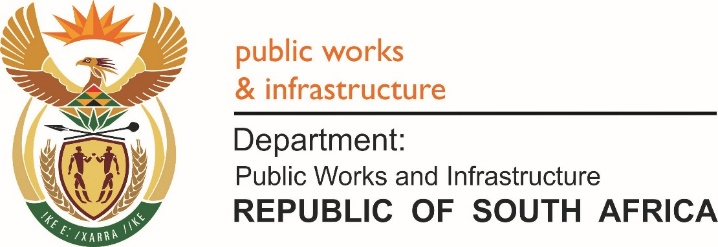 public works
& infrastructure
Department:
Public Works and Infrastructure
REPUBLIC OF SOUTH AFRICA
!KE E: /XARRA //KE